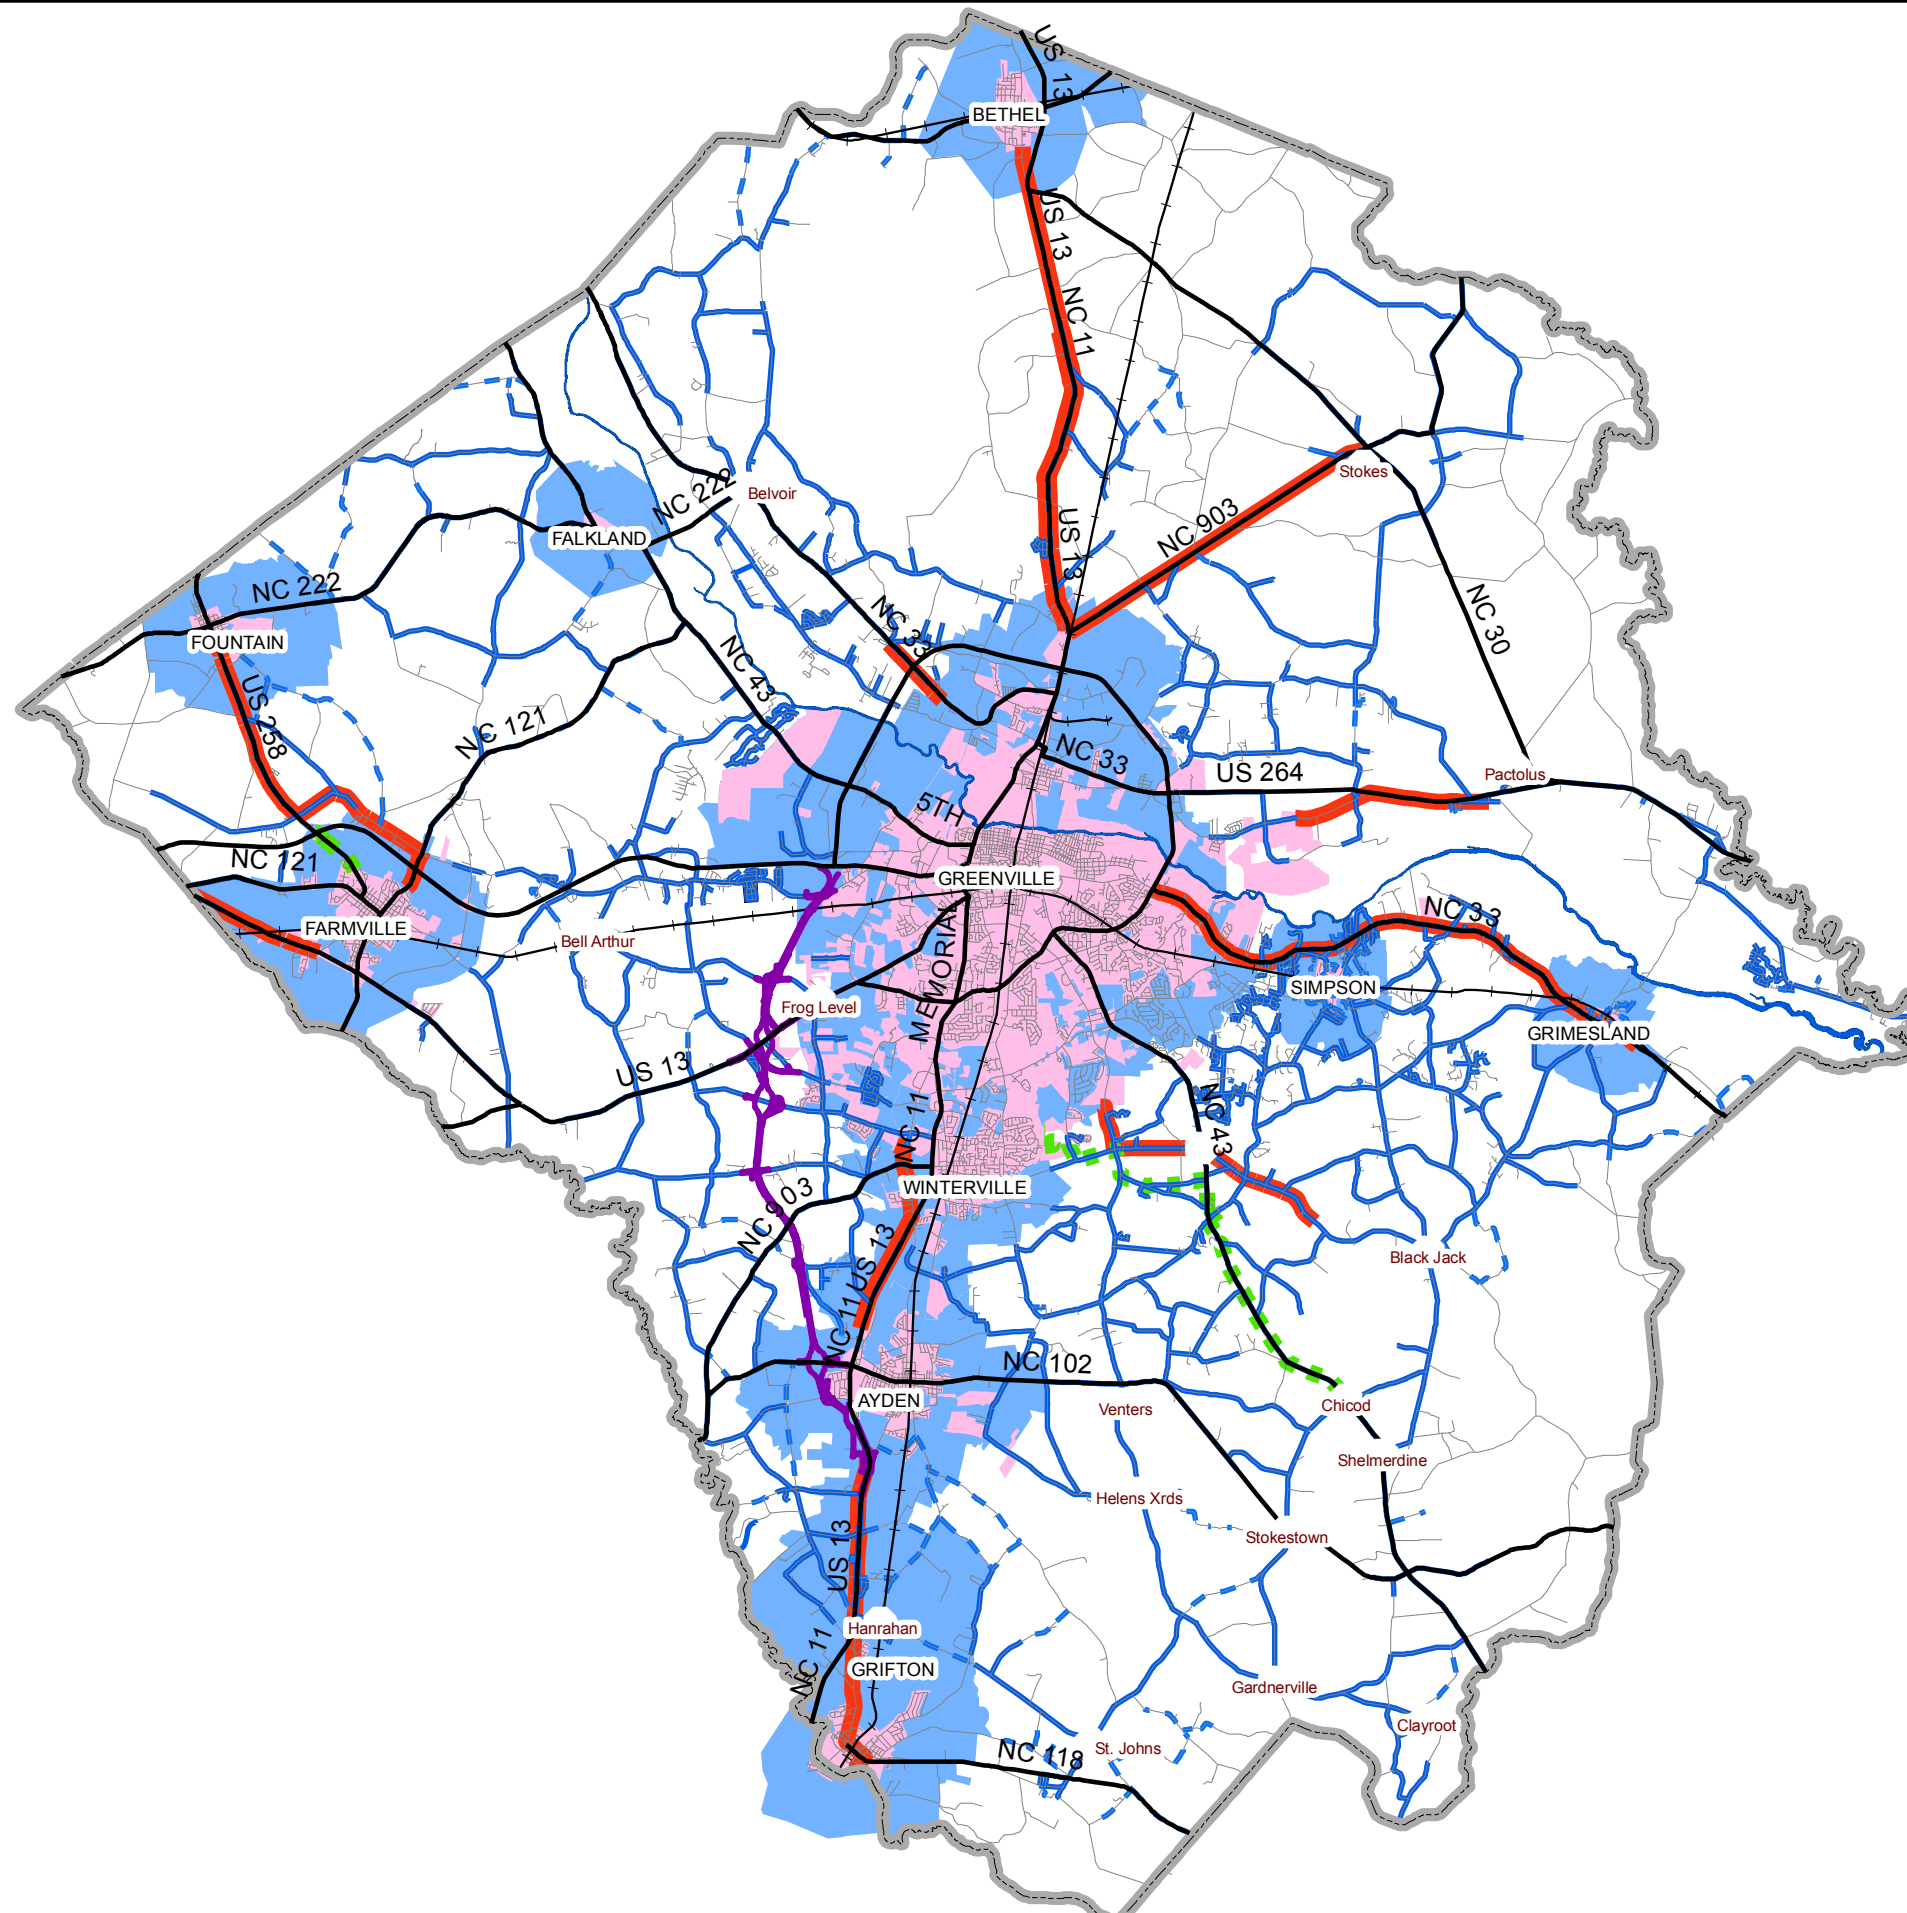 US 13
BETHEL
US 13
NC 11
NC 222
Belvoir
Stokes
FALKLAND
US 13
NC 903
NC 222
FOUNTAIN
NC 33
NC 30
NC 43
US 258
NC 121
NC 33
US 264
Pactolus
5TH
NC 121
GREENVILLE
FARMVILLE
MEMORIAL
NC 33
Bell Arthur
SIMPSON
Frog Level
GRIMESLAND
US 13
NC 11
NC 43
WINTERVILLE
NC 903
US 13
Black Jack
NC 11
NC 102
AYDEN
Venters
Chicod
Shelmerdine
Helens Xrds
Stokestown
US 13
Hanrahan
NC 11
GRIFTON
Gardnerville
Clayroot
St. Johns
NC 118